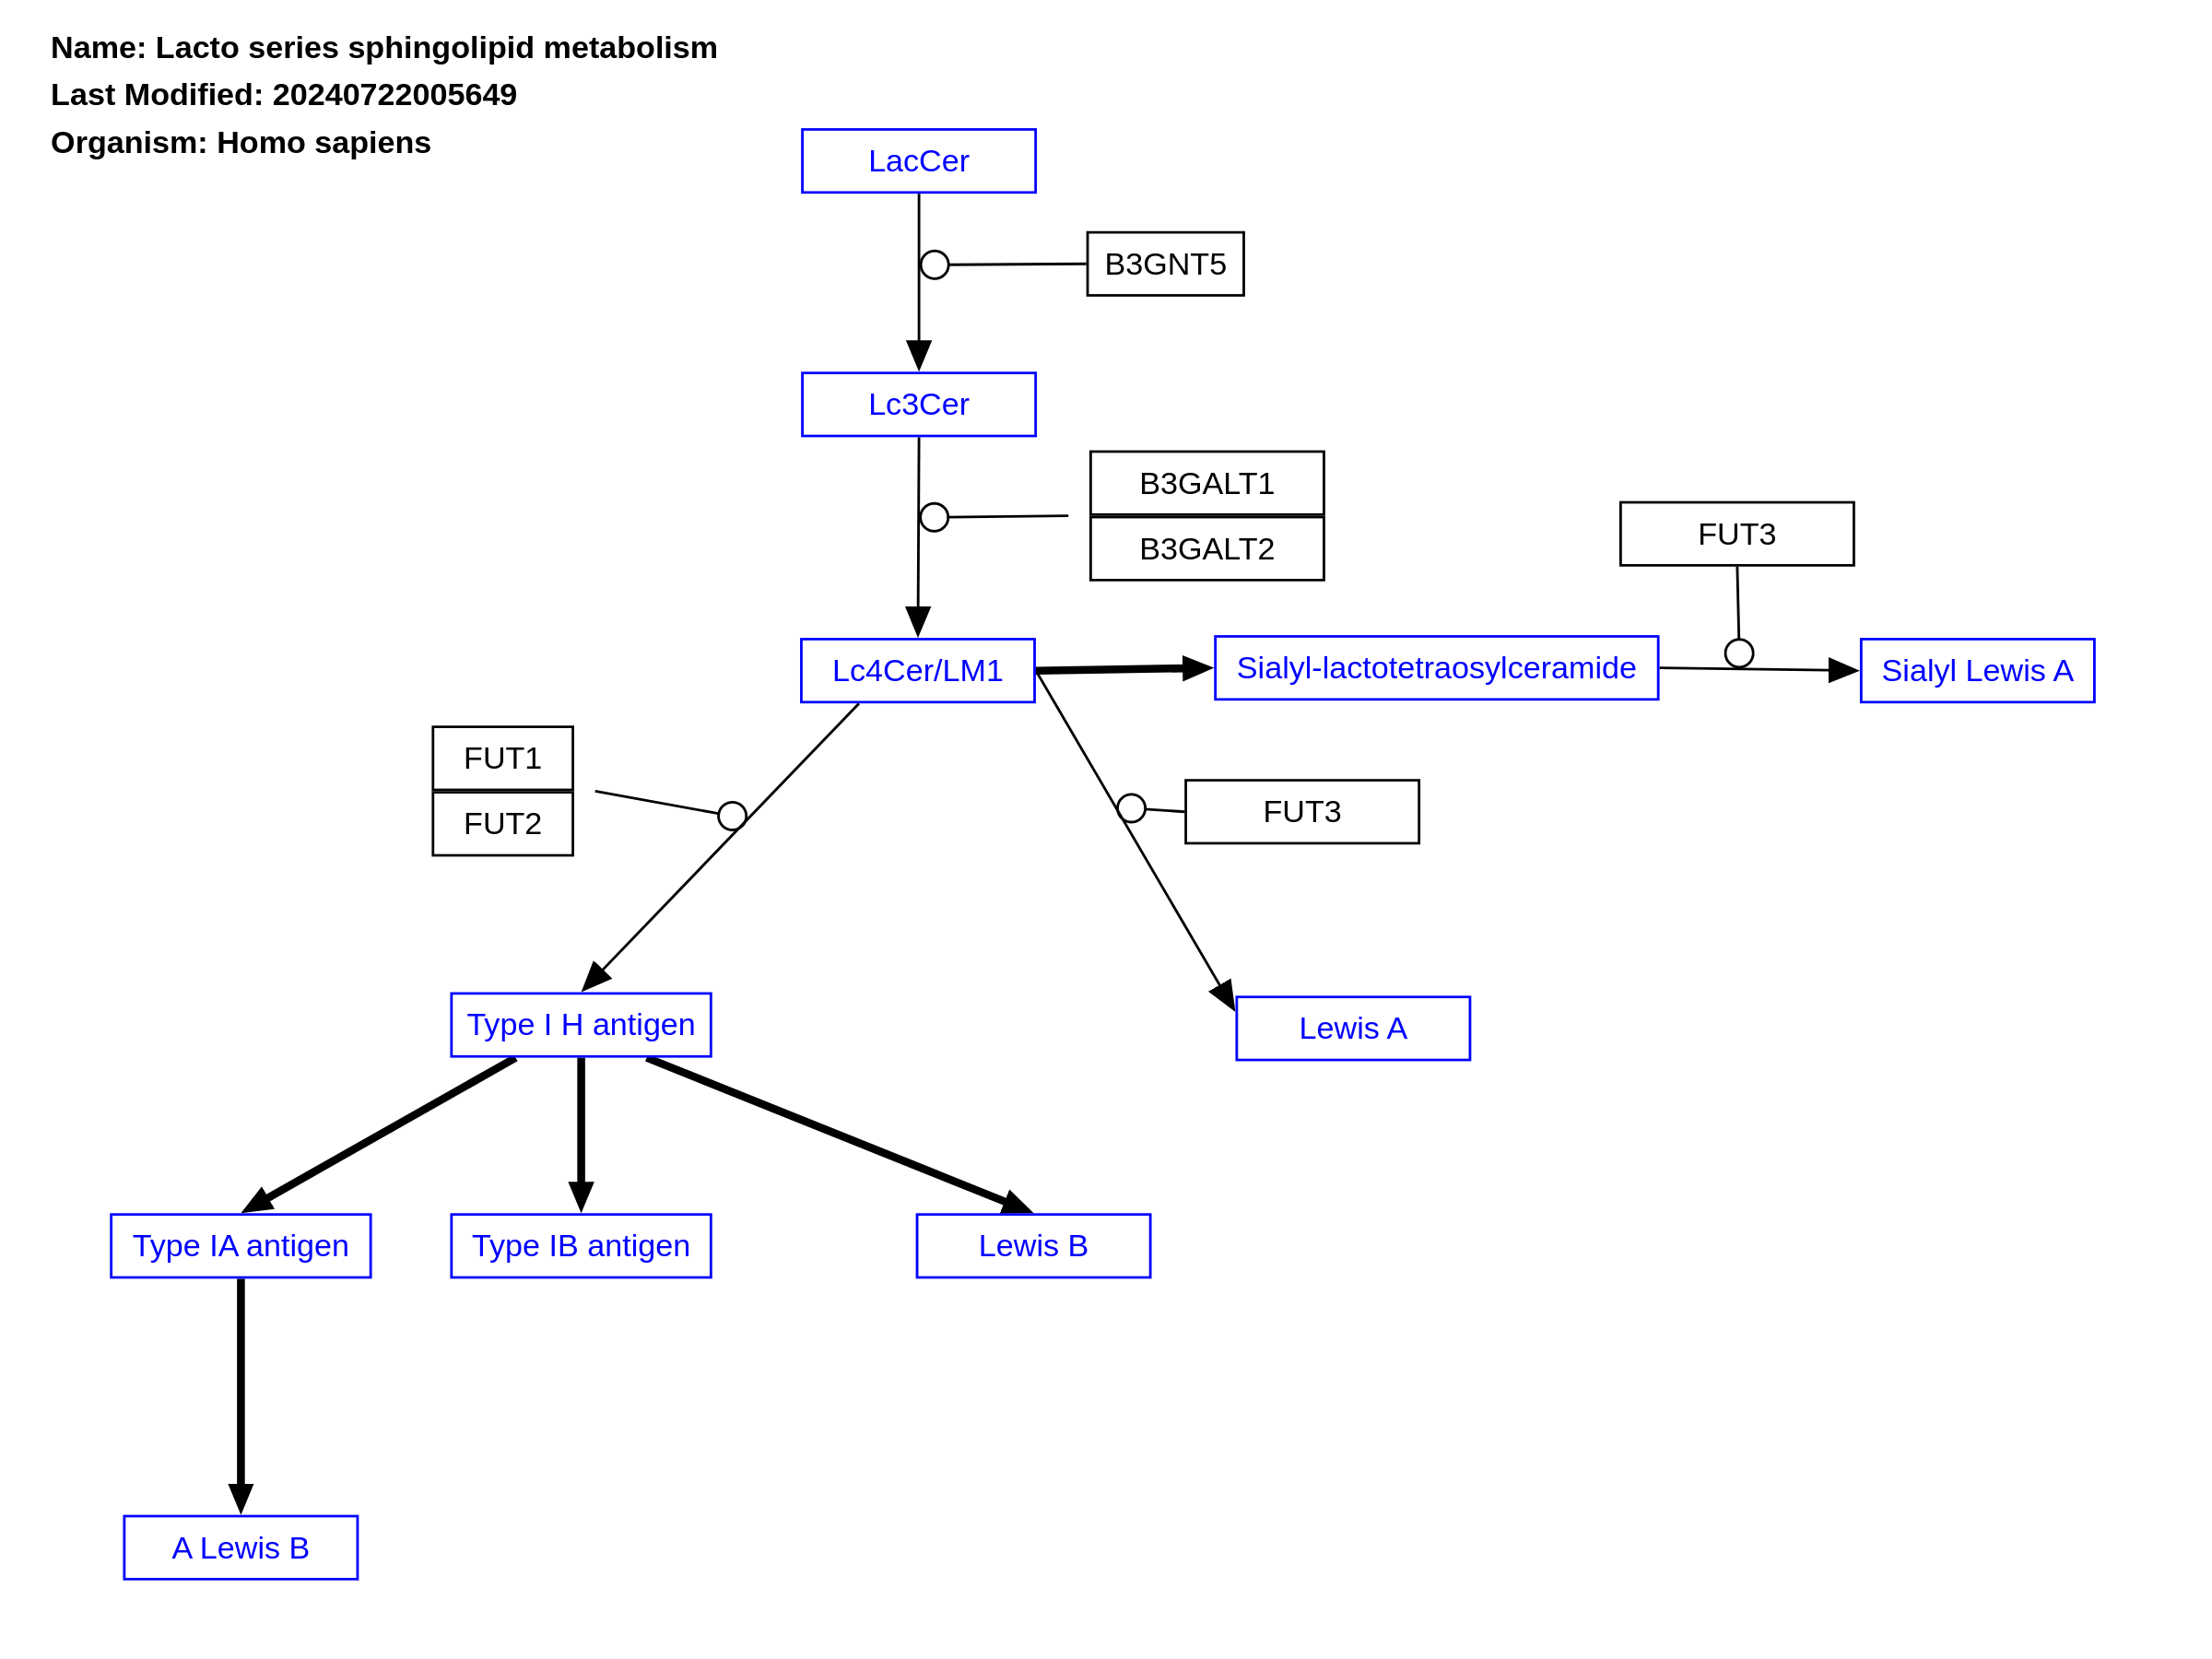 Name: Lacto series sphingolipid metabolism
Last Modified: 20240722005649
Organism: Homo sapiens
LacCer
B3GNT5
Lc3Cer
B3GALT1
B3GALT2
FUT3
Lc4Cer/LM1
Sialyl-lactotetraosylceramide
Sialyl Lewis A
FUT1
FUT2
FUT3
Type I H antigen
Lewis A
Type IA antigen
Type IB antigen
Lewis B
A Lewis B